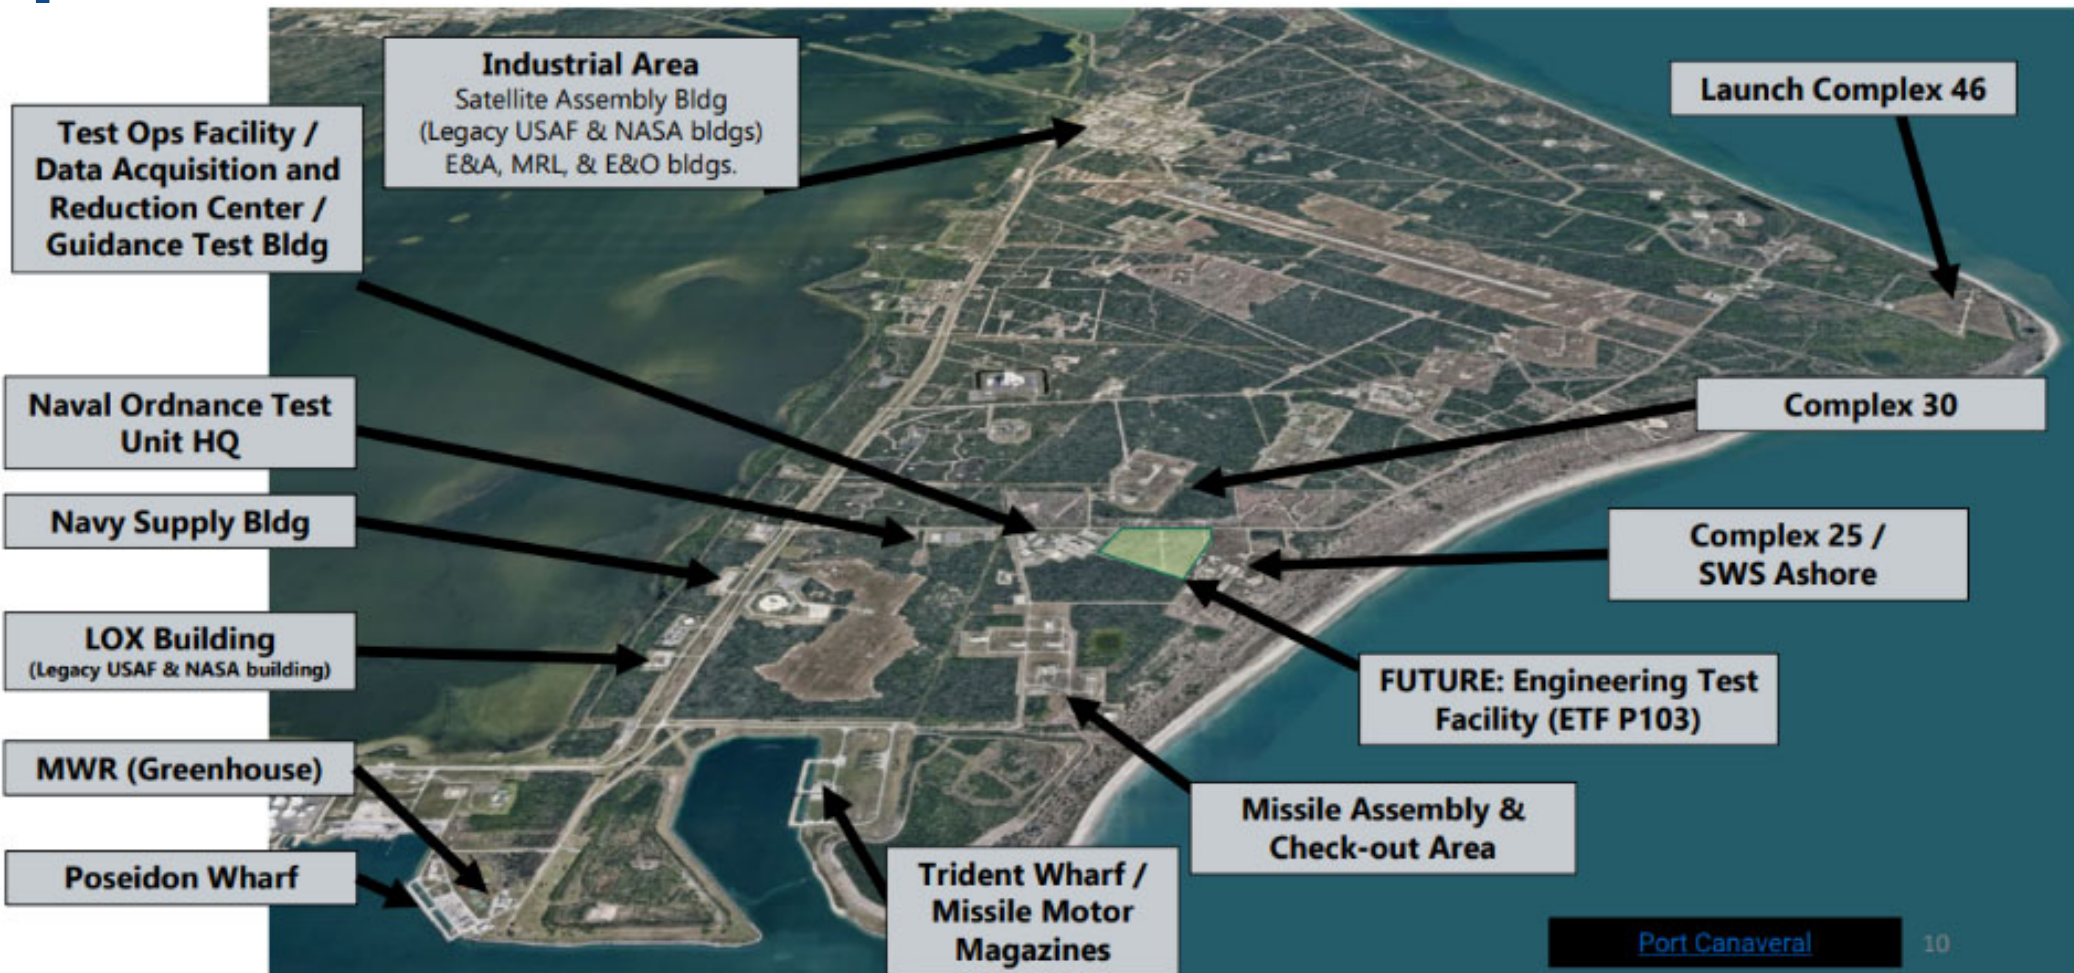 Industrial Area
Satellite Assembly Bldg
(Legacy USAF & NASA bldgs)
E&A, MRL, & E&O bldgs.
Launch Complex 46
Test Ops Facility /
Data Acquisition and
Reduction Center /
Guidance Test Bldg
Naval Ordnance Test
Unit HQ
Complex 30
Navy Supply Bldg
Complex 25 /
SWS Ashore
LOX Building
(Legacy USAF & NASA building)
FUTURE: Engineering Test
Facility (ETF P103)
MWR (Greenhouse)
Missile Assembly &
Check-out Area
Poseidon Wharf
Trident Wharf /
Missile Motor
Magazines
Port Canaveral
10